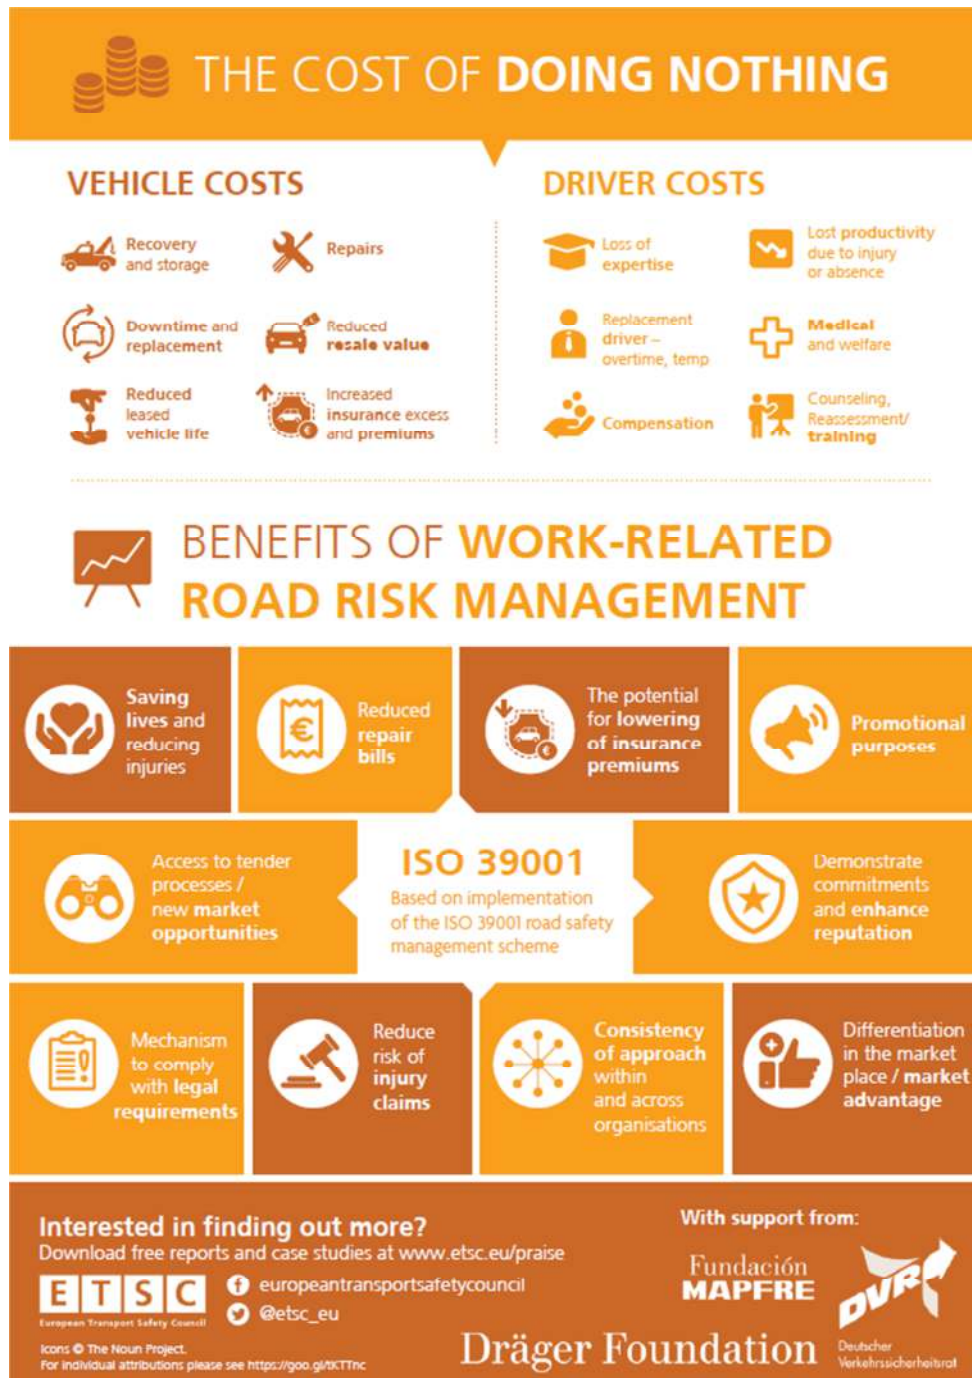 THE COST OF DOING NOTHING
VEHICLE COSTS
Recovery
and storage
Repairs
Downtime and
replacement
Reduced
resale value
Reduced
leased
vehicle life
Increased
insurance excess
and premiums
DRIVER COSTS
Loss of
expertise
Lost productivity
due to injury
or absence
Replacement
driver –
overtime, temp
Medical
and welfare
Compensation
Counseling,
Reassessment/
training
BENEFITS OF WORK-RELATED
ROAD RISK MANAGEMENT
Saving
lives and
reducing
injuries
€
Reduced
repair
bills
€
The potential
for lowering
of insurance
premiums
Promotional
purposes
Access to tender
processes /
new market
opportunities
ISO 39001
Based on implementation
of the ISO 39001 road safety
management scheme
Demonstrate
commitments
and enhance
reputation
Mechanism
to comply
with legal
requirements
Reduce
risk of
injury
claims
Consistency
of approach
within
and across
organisations
Differentiation
in the market
place / market
advantage
Interested in finding out more?
Download free reports and case studies at www.etsc.eu/praise
ETSC
European Transport Safety Council
europeantransportsafetycouncil
@etsc_eu
Icons © The Noun Project.
For individual attributions please see https://goo.gl/tKTTnc
With support from:
Fundación
MAPFRE
DVR
Deutscher
Verkehrssicherheitsrat
Dräger Foundation